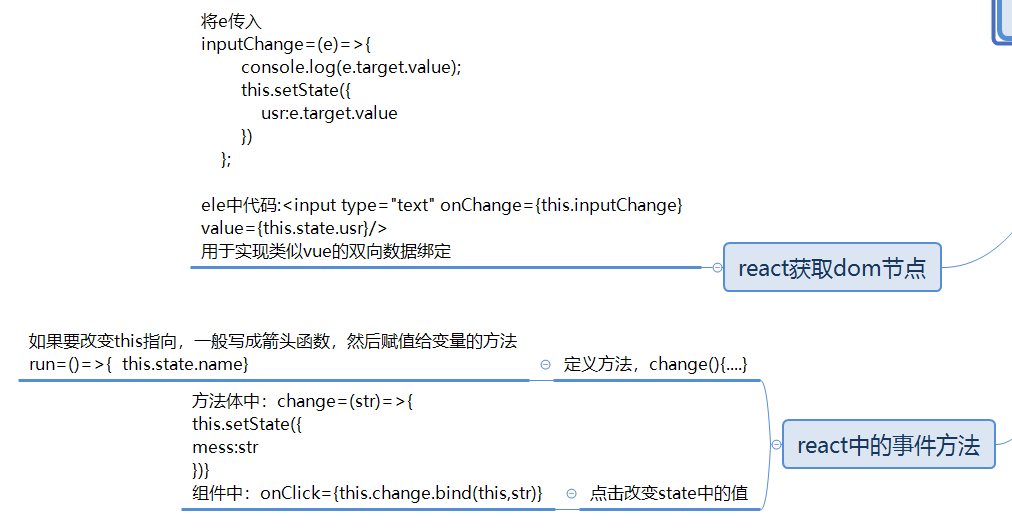 将e传入
inputChange=(e)=>{
console.log(e.target.value);
this.setState({
usr:e.target.value
})
};
ele中代码:<input type="text" onChange={this.inputChange}
value={this.state.usr}/>
用于实现类似vue的双向数据绑定
react获取dom节点
如果要改变this指向，一般写成箭头函数，然后赋值给变量的方法
run=()=>{  this.state.name}
定义方法，change(){....}
方法体中：change=(str)=>{
this.setState({
mess:str
})}
组件中：onClick={this.change.bind(this,str)}
点击改变state中的值
react中的事件方法